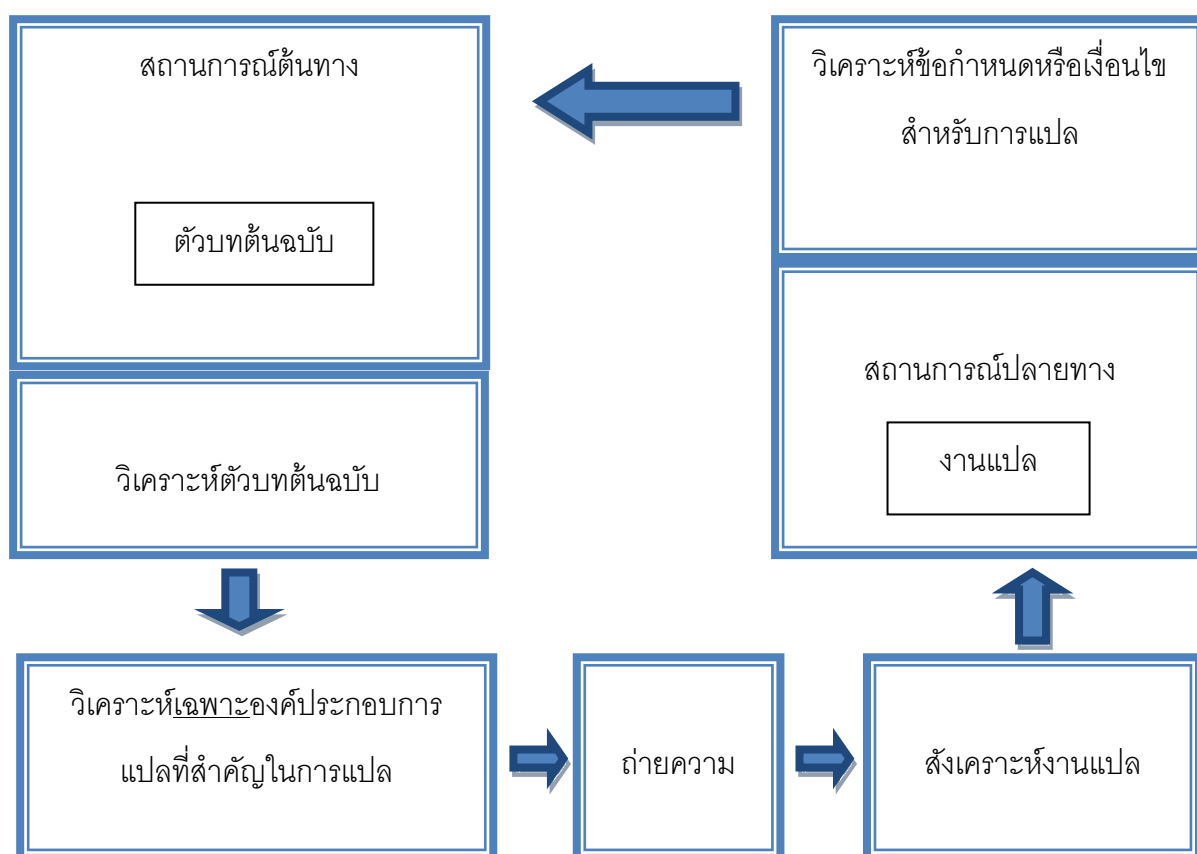 สถานการณ์ต้นทาง
ตัวบทต้นฉบับ
วิเคราะห์ตัวบทต้นฉบับ
วิเคราะห์ข้อกำหนดหรือเงื่อนไข
สำหรับการแปล
สถานการณ์ปลายทาง
งานแปล
วิเคราะห์เฉพาะองค์ประกอบการ
แปลที่สำคัญในการแปล
ถ่ายความ
สังเคราะห์งานแปล